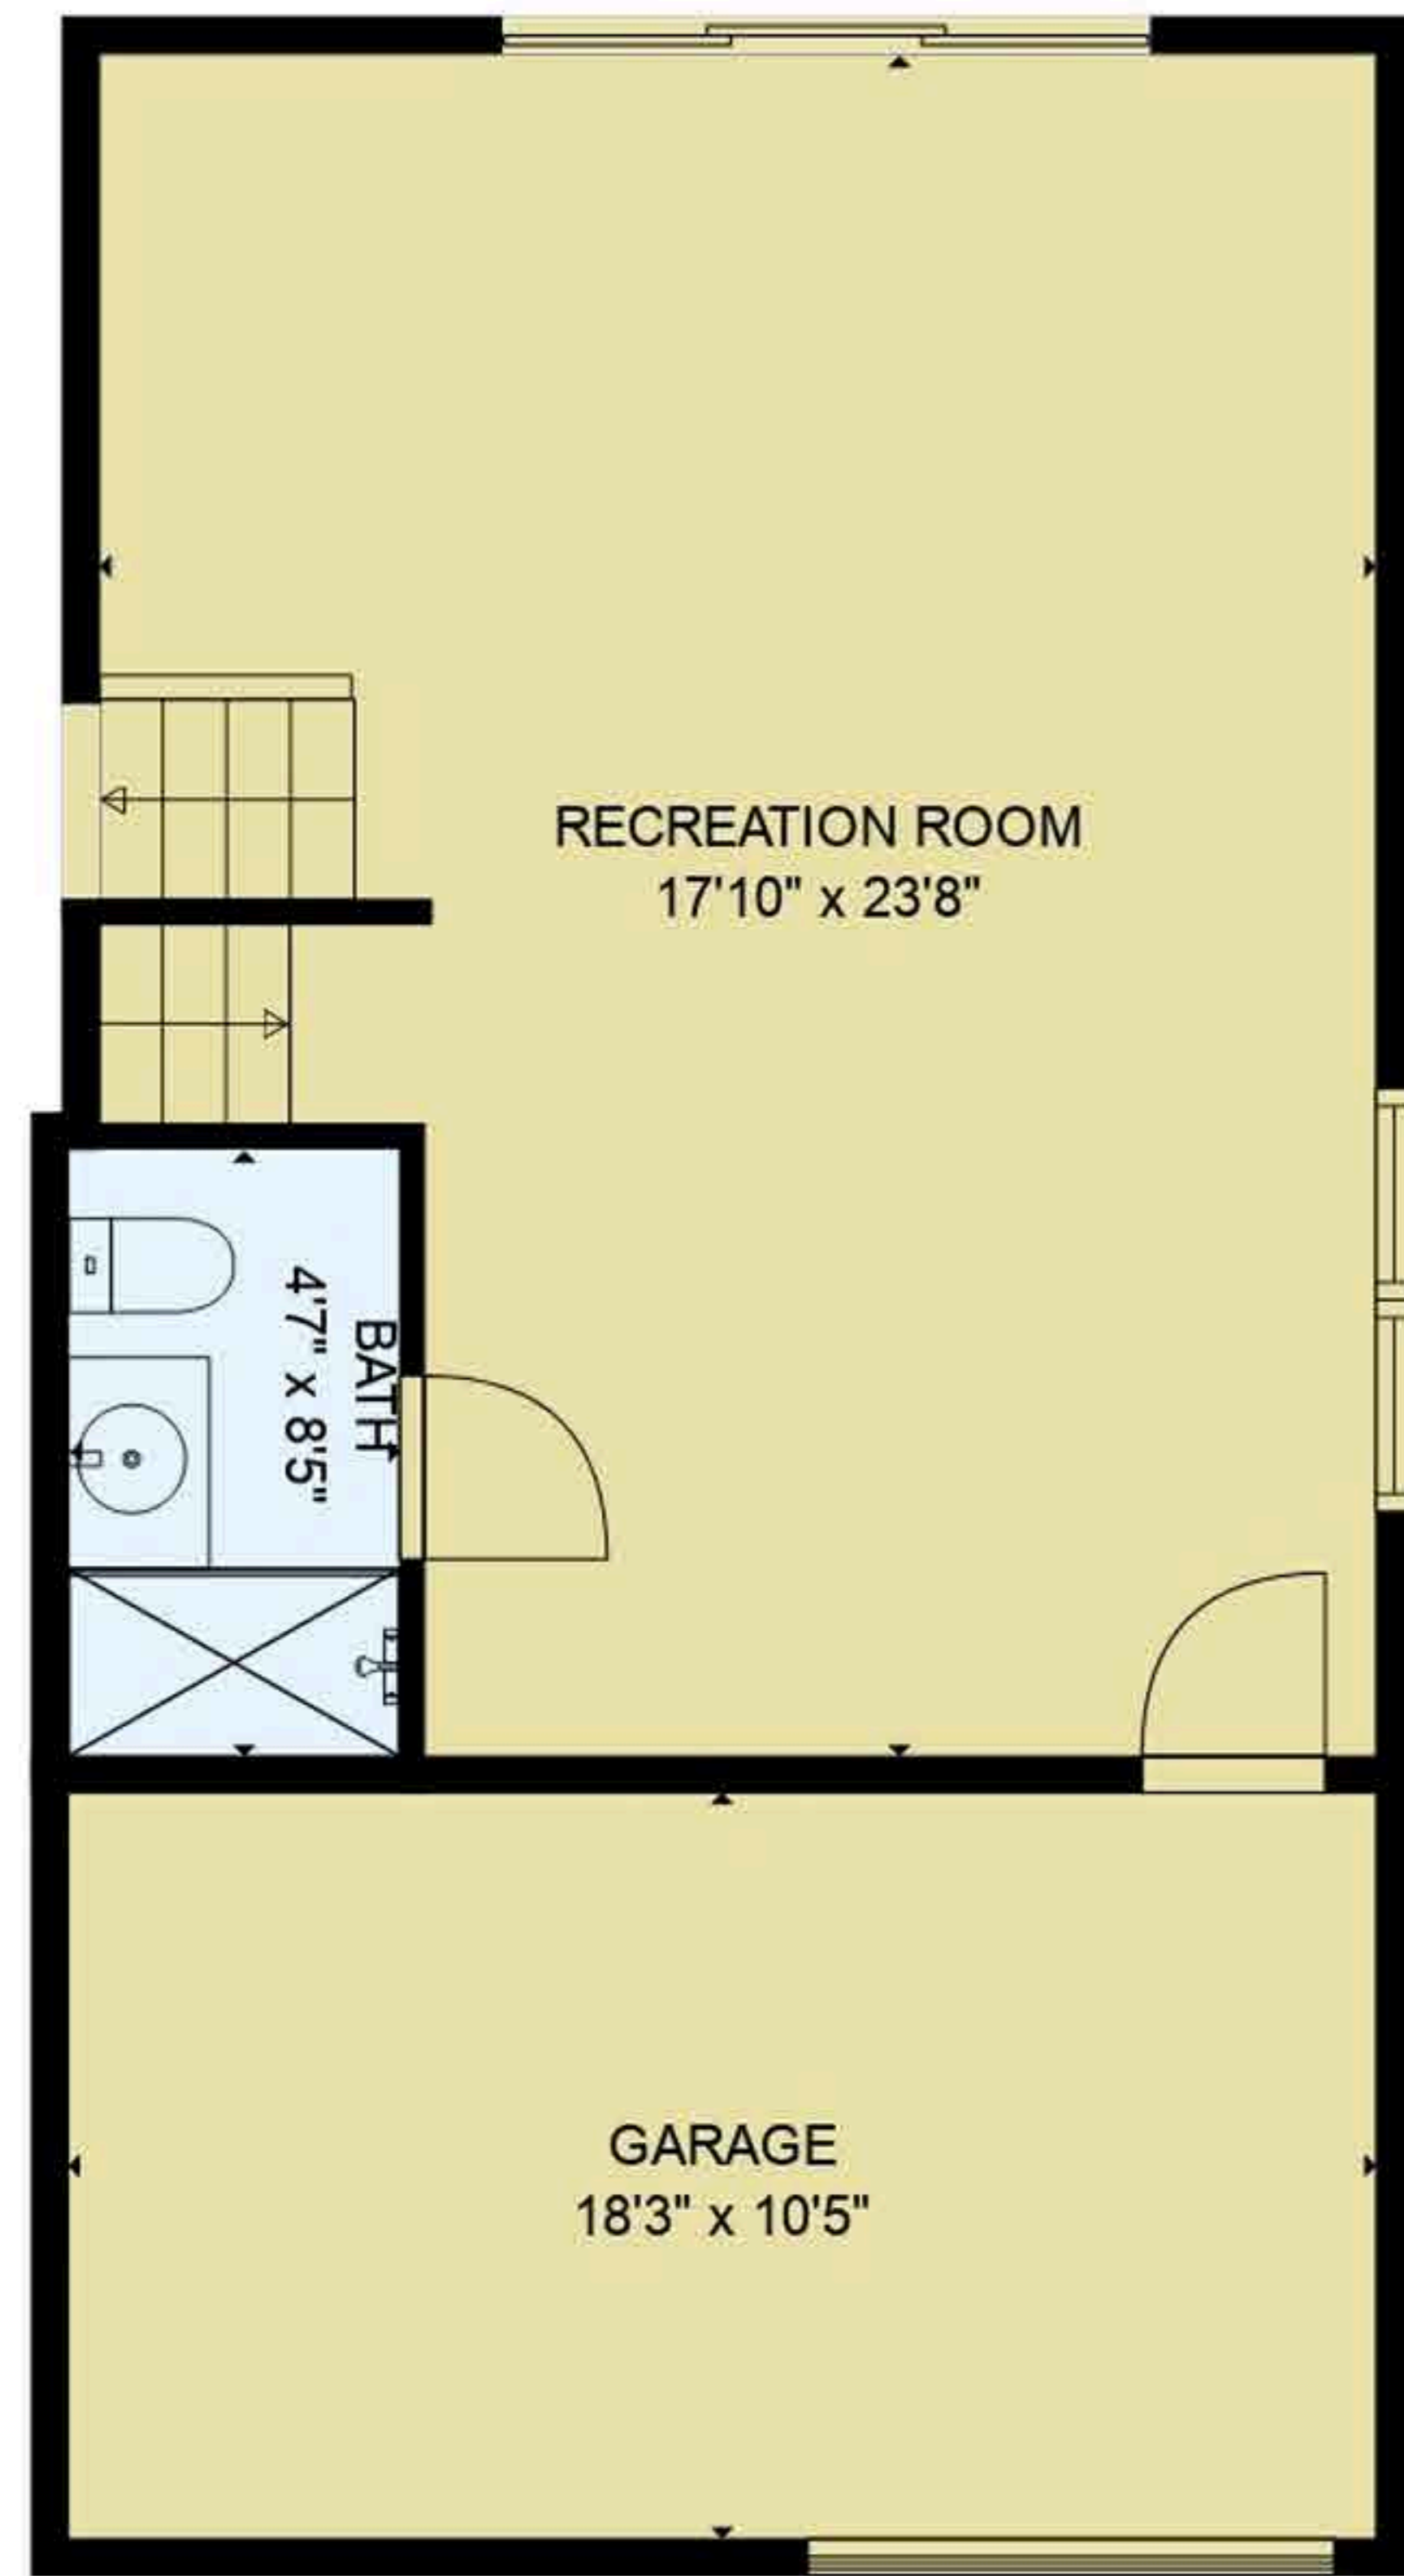 RECREATION ROOM
17'10" x 23'8"
BATH
4'7" x 8'5"
GARAGE
18'3" x 10'5"